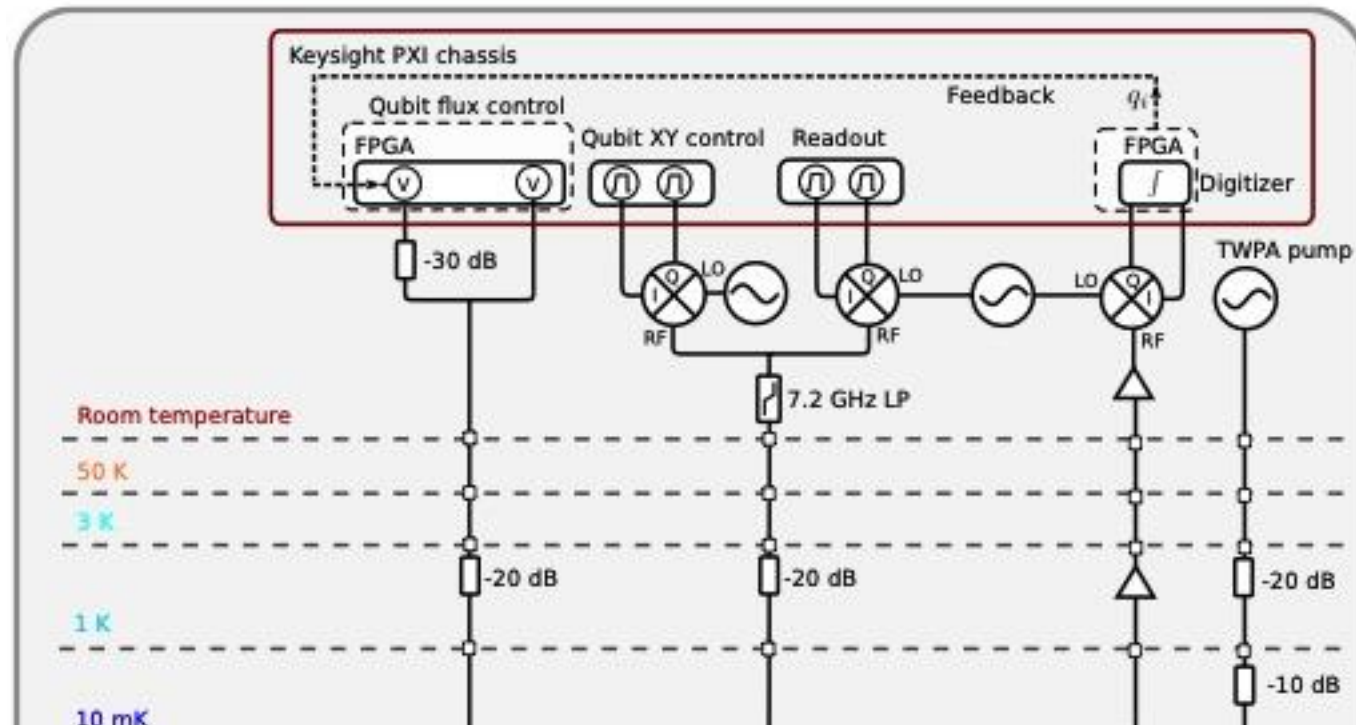 Keysight PXI chassis
Feedback
q_i
Qubit flux control
Qubit XY control
Readout
FPGA
FPGA
V
V
∫
Digitizer
TWPA pump
-30 dB
Q
LO
I
RF
Q
LO
I
RF
LO
Q
I
RF
7.2 GHz LP
Room temperature
50 K
3 K
-20 dB
-20 dB
-20 dB
1 K
-10 dB
10 mK